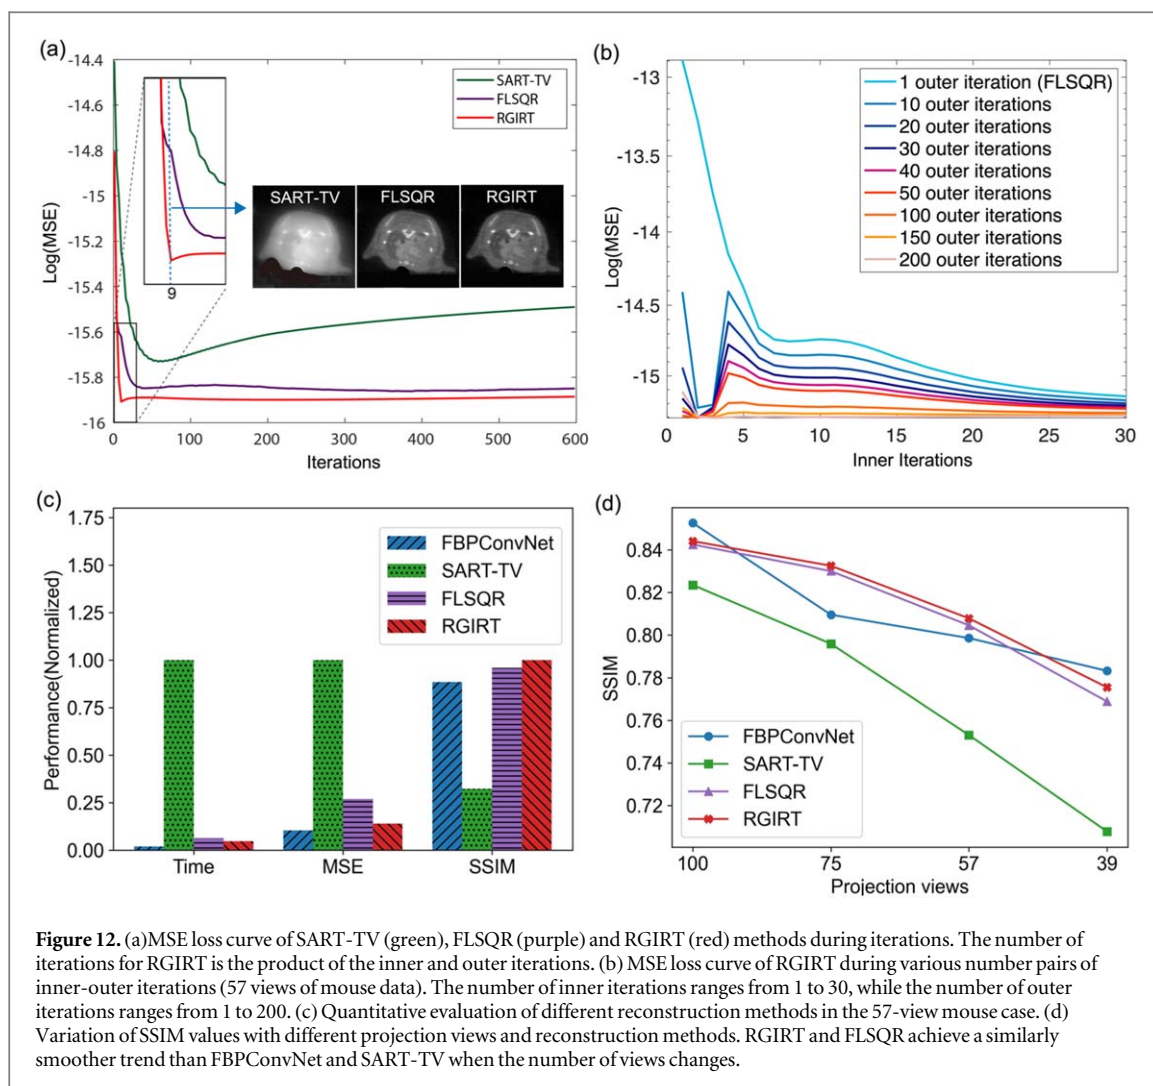 (a)
-14.4
-14.6
-14.8
-15
-15.2
-15.4
-15.6
-15.8
-16
Log(MSE)
0
100
200
300
400
500
600
Iterations
SART-TV
FLSQR
RGIRT
9
SART-TV
FLSQR
RGIRT
(b)
-13
-13.5
-14
-14.5
-15
Log(MSE)
0
5
10
15
20
25
30
Inner Iterations
1 outer iteration (FLSQR)
10 outer iterations
20 outer iterations
30 outer iterations
40 outer iterations
50 outer iterations
100 outer iterations
150 outer iterations
200 outer iterations
(c)
1.75
1.50
1.25
1.00
0.75
0.50
0.25
0.00
Performance(Normalized)
Time
MSE
SSIM
FBPConvNet
SART-TV
FLSQR
RGIRT
(d)
0.84
0.82
0.80
0.78
0.76
0.74
0.72
SSIM
100
75
57
39
Projection views
FBPConvNet
SART-TV
FLSQR
RGIRT
Figure 12. (a)MSE loss curve of SART-TV (green), FLSQR (purple) and RGIRT (red) methods during iterations. The number of
iterations for RGIRT is the product of the inner and outer iterations. (b) MSE loss curve of RGIRT during various number pairs of
inner-outer iterations (57 views of mouse data). The number of inner iterations ranges from 1 to 30, while the number of outer
iterations ranges from 1 to 200. (c) Quantitative evaluation of different reconstruction methods in the 57-view mouse case. (d)
Variation of SSIM values with different projection views and reconstruction methods. RGIRT and FLSQR achieve a similarly
smoother trend than FBPConvNet and SART-TV when the number of views changes.